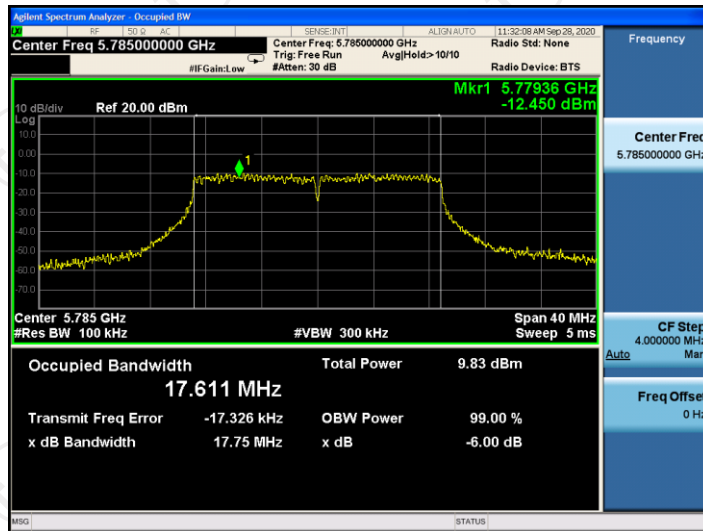 Agilent Spectrum Analyzer - Occupied BW
RF 50 Ω AC SENSE:INT ALIGN AUTO 11:32:08 AM Sep 28, 2020
Center Freq 5.785000000 GHz
Center Freq: 5.785000000 GHz
Radio Std: None
Trig: Free Run Avg|Hold:> 10/10
#IFGain:Low #Atten: 30 dB Radio Device: BTS
Frequency
Mkr1 5.77936 GHz
-12.450 dBm
10 dB/div Ref 20.00 dBm
Log
10.0
0.00
-10.0
-20.0
-30.0
-40.0
-50.0
-60.0
-70.0
1
Center Freq
5.785000000 GHz
Center 5.785 GHz Span 40 MHz
#Res BW 100 kHz #VBW 300 kHz Sweep 5 ms
CF Step
4.000000 MHz
Auto Man
Occupied Bandwidth Total Power 9.83 dBm
17.611 MHz
Transmit Freq Error -17.326 kHz OBW Power 99.00 %
x dB Bandwidth 17.75 MHz x dB -6.00 dB
Freq Offset
0 Hz
MSG STATUS